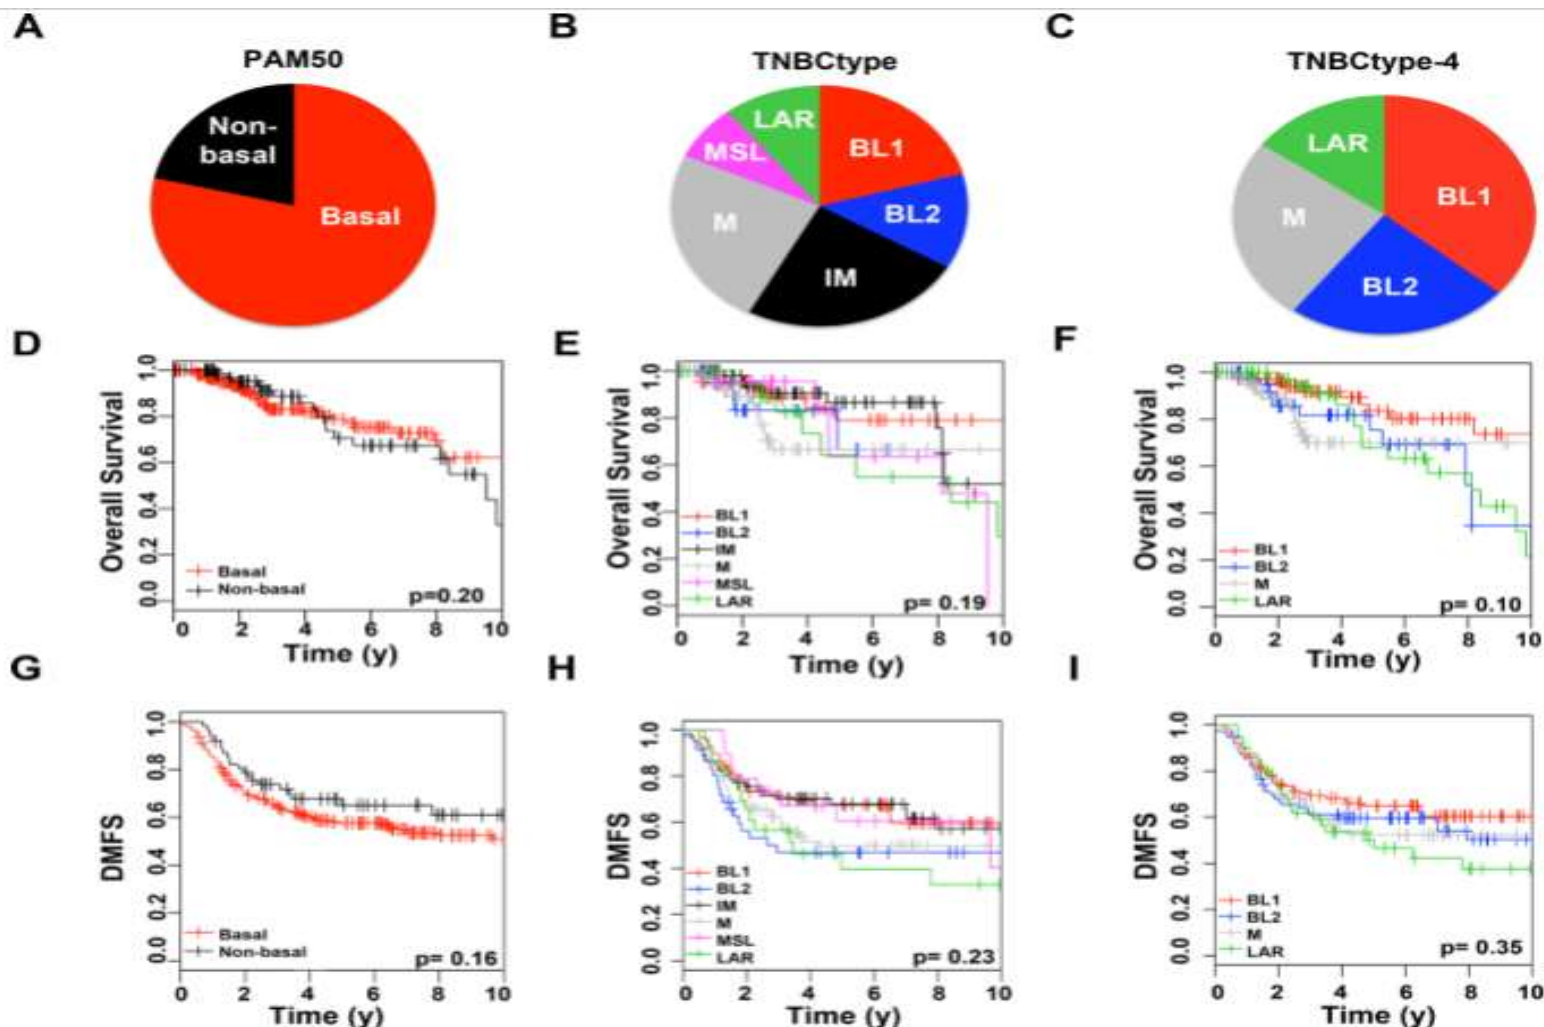 A
B
C
PAM50
TNBCtype
TNBCtype-4
Non-
basal
Basal
LAR
MSL
BL1
M
BL2
IM
LAR
BL1
M
BL2
D
Overall Survival
0.0 0.2 0.4 0.6 0.8 1.0
Basal
Non-basal
p=0.20
0 2 4 6 8 10
Time (y)
E
Overall Survival
0.0 0.2 0.4 0.6 0.8 1.0
BL1
BL2
IM
M
MSL
LAR
p= 0.19
0 2 4 6 8 10
Time (y)
F
Overall Survival
0.0 0.2 0.4 0.6 0.8 1.0
BL1
BL2
M
LAR
p= 0.10
0 2 4 6 8 10
Time (y)
G
DMFS
0.0 0.2 0.4 0.6 0.8 1.0
Basal
Non-basal
p= 0.16
0 2 4 6 8 10
Time (y)
H
DMFS
0.0 0.2 0.4 0.6 0.8 1.0
BL1
BL2
IM
M
MSL
LAR
p= 0.23
0 2 4 6 8 10
Time (y)
I
DMFS
0.0 0.2 0.4 0.6 0.8 1.0
BL1
BL2
M
LAR
p= 0.35
0 2 4 6 8 10
Time (y)